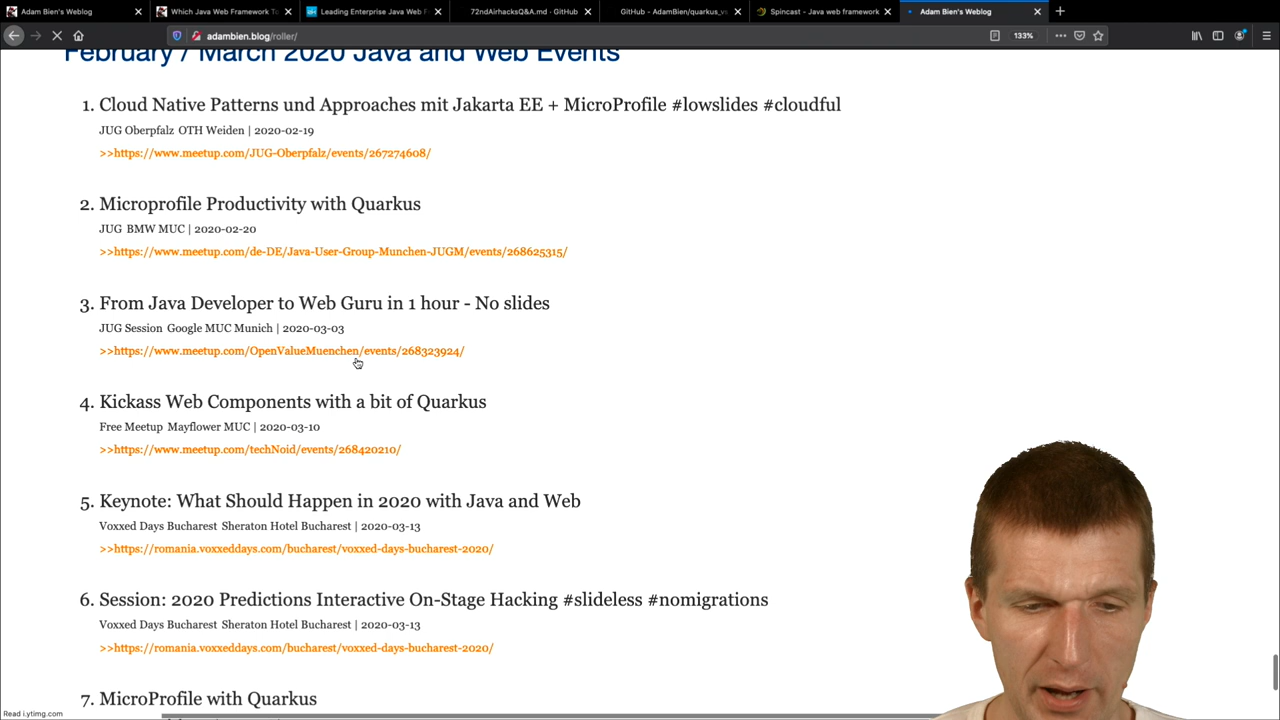 Adam Bien's Weblog
Which Java Web Framework To
Leading Enterprise Java Web F
72ndAirhacksQ&A.md · GitHub
GitHub - AdamBien/quarkus_vs
Spincast - Java web framework
Adam Bien's Weblog
adambien.blog/roller/
133%
February / March 2020 Java and Web Events
1. Cloud Native Patterns und Approaches mit Jakarta EE + MicroProfile #lowslides #cloudful
JUG Oberpfalz OTH Weiden | 2020-02-19
>>https://www.meetup.com/JUG-Oberpfalz/events/267274608/
2. Microprofile Productivity with Quarkus
JUG BMW MUC | 2020-02-20
>>https://www.meetup.com/de-DE/Java-User-Group-Munchen-JUGM/events/268625315/
3. From Java Developer to Web Guru in 1 hour - No slides
JUG Session Google MUC Munich | 2020-03-03
>>https://www.meetup.com/OpenValueMuenchen/events/268323924/
4. Kickass Web Components with a bit of Quarkus
Free Meetup Mayflower MUC | 2020-03-10
>>https://www.meetup.com/techNoid/events/268420210/
5. Keynote: What Should Happen in 2020 with Java and Web
Voxxed Days Bucharest Sheraton Hotel Bucharest | 2020-03-13
>>https://romania.voxxeddays.com/bucharest/voxxed-days-bucharest-2020/
6. Session: 2020 Predictions Interactive On-Stage Hacking #slideless #nomigrations
Voxxed Days Bucharest Sheraton Hotel Bucharest | 2020-03-13
>>https://romania.voxxeddays.com/bucharest/voxxed-days-bucharest-2020/
7. MicroProfile with Quarkus
Read i.ytimg.com